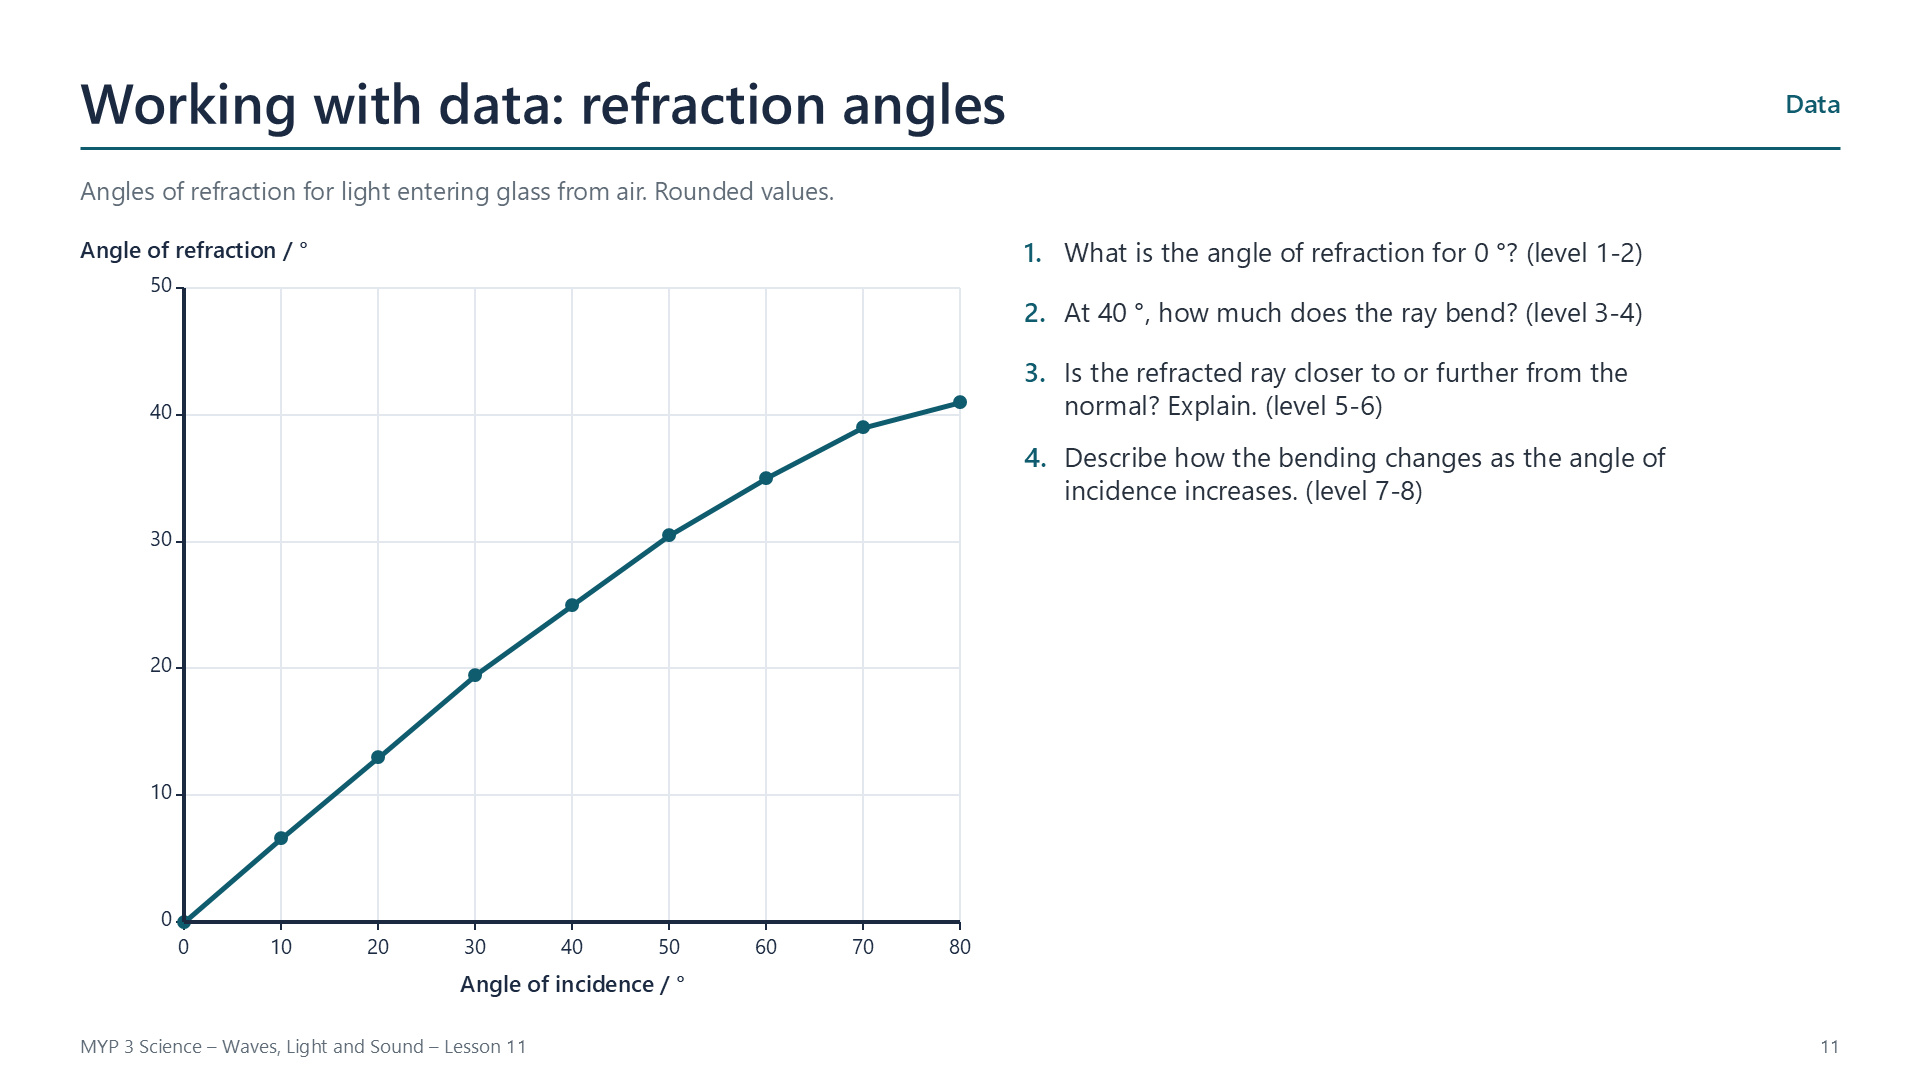 Working with data: refraction angles
Data
Angles of refraction for light entering glass from air. Rounded values.
Angle of refraction / °
50
40
30
20
10
0
0 10 20 30 40 50 60 70 80
Angle of incidence / °
1. What is the angle of refraction for 0 °? (level 1-2)
2. At 40 °, how much does the ray bend? (level 3-4)
3. Is the refracted ray closer to or further from the
normal? Explain. (level 5-6)
4. Describe how the bending changes as the angle of
incidence increases. (level 7-8)
MYP 3 Science – Waves, Light and Sound – Lesson 11
11